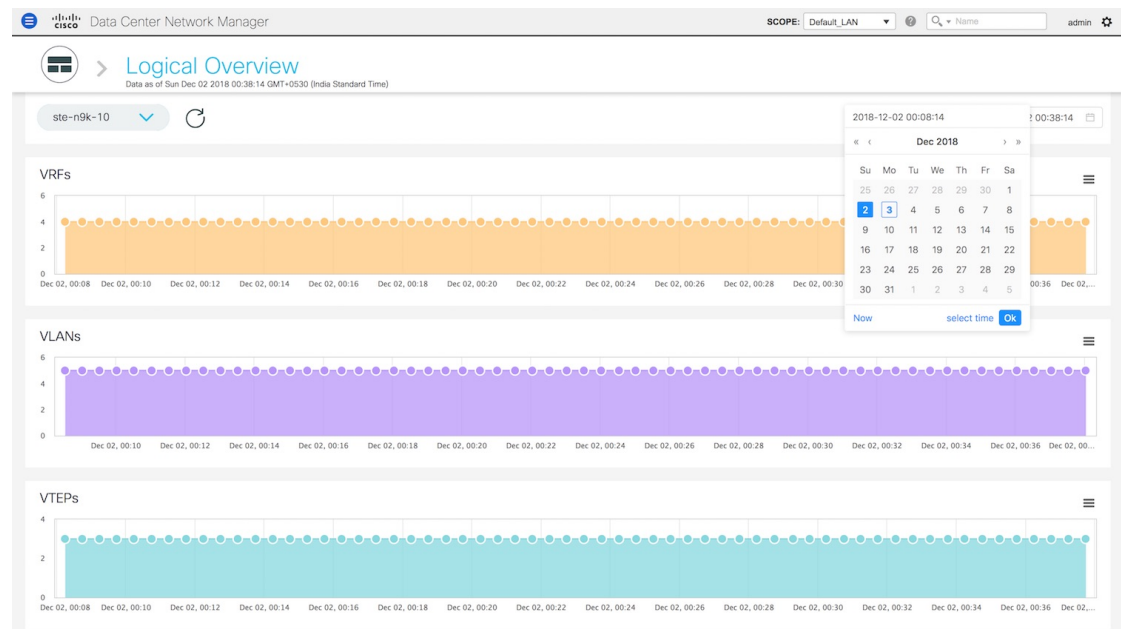 CISCO Data Center Network Manager SCOPE: Default_LAN Name admin
Logical Overview
Data as of Sun Dec 02 2018 00:38:14 GMT+0530 (India Standard Time)
ste-n9k-10 2018-12-02 00:08:14 2 00:38:14
« ‹ Dec 2018 › »
Su Mo Tu We Th Fr Sa
25 26 27 28 29 30 1
2 3 4 5 6 7 8
9 10 11 12 13 14 15
16 17 18 19 20 21 22
23 24 25 26 27 28 29
30 31 1 2 3 4 5
Now select time Ok
VRFs
6
4
2
0
Dec 02, 00:08 Dec 02, 00:10 Dec 02, 00:12 Dec 02, 00:14 Dec 02, 00:16 Dec 02, 00:18 Dec 02, 00:20 Dec 02, 00:22 Dec 02, 00:24 Dec 02, 00:26 Dec 02, 00:28 Dec 02, 00:30 00:36 Dec 02,...
VLANs
6
4
2
0
Dec 02, 00:10 Dec 02, 00:12 Dec 02, 00:14 Dec 02, 00:16 Dec 02, 00:18 Dec 02, 00:20 Dec 02, 00:22 Dec 02, 00:24 Dec 02, 00:26 Dec 02, 00:28 Dec 02, 00:30 Dec 02, 00:32 Dec 02, 00:34 Dec 02, 00:36 Dec 02, 00...
VTEPs
4
2
0
Dec 02, 00:08 Dec 02, 00:10 Dec 02, 00:12 Dec 02, 00:14 Dec 02, 00:16 Dec 02, 00:18 Dec 02, 00:20 Dec 02, 00:22 Dec 02, 00:24 Dec 02, 00:26 Dec 02, 00:28 Dec 02, 00:30 Dec 02, 00:32 Dec 02, 00:34 Dec 02, 00:36 Dec 02,...